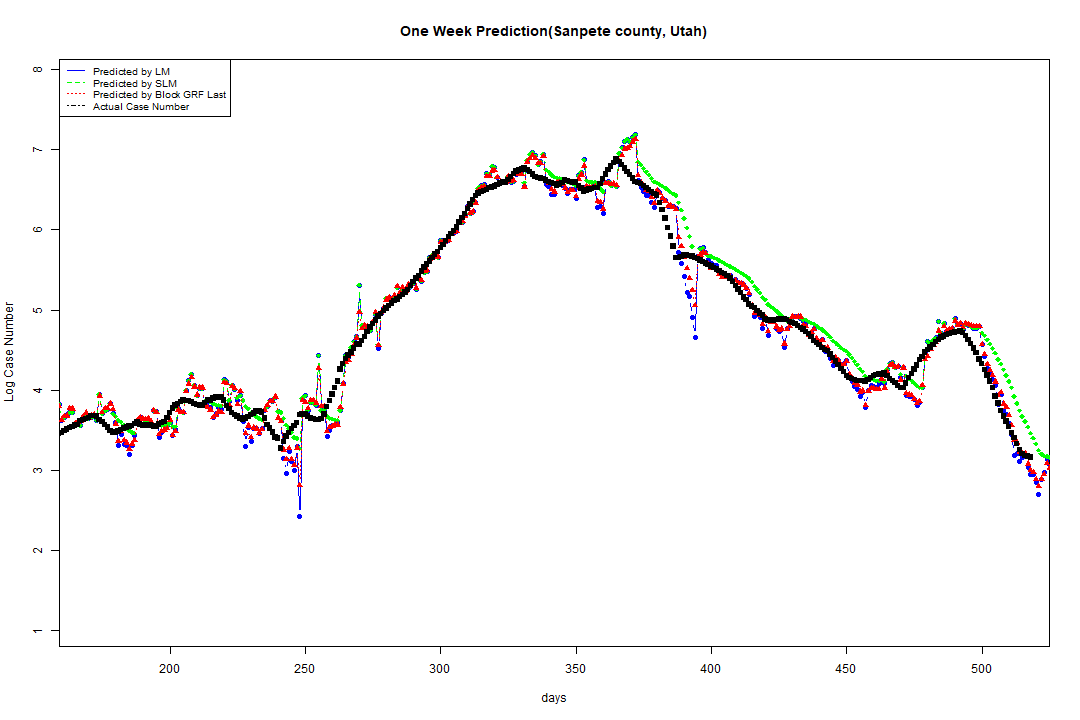 One Week Prediction(Sanpete county, Utah)
Predicted by LM
Predicted by SLM
Predicted by Block GRF Last
Actual Case Number
8
7
6
5
4
3
2
1
Log Case Number
200 250 300 350 400 450 500
days